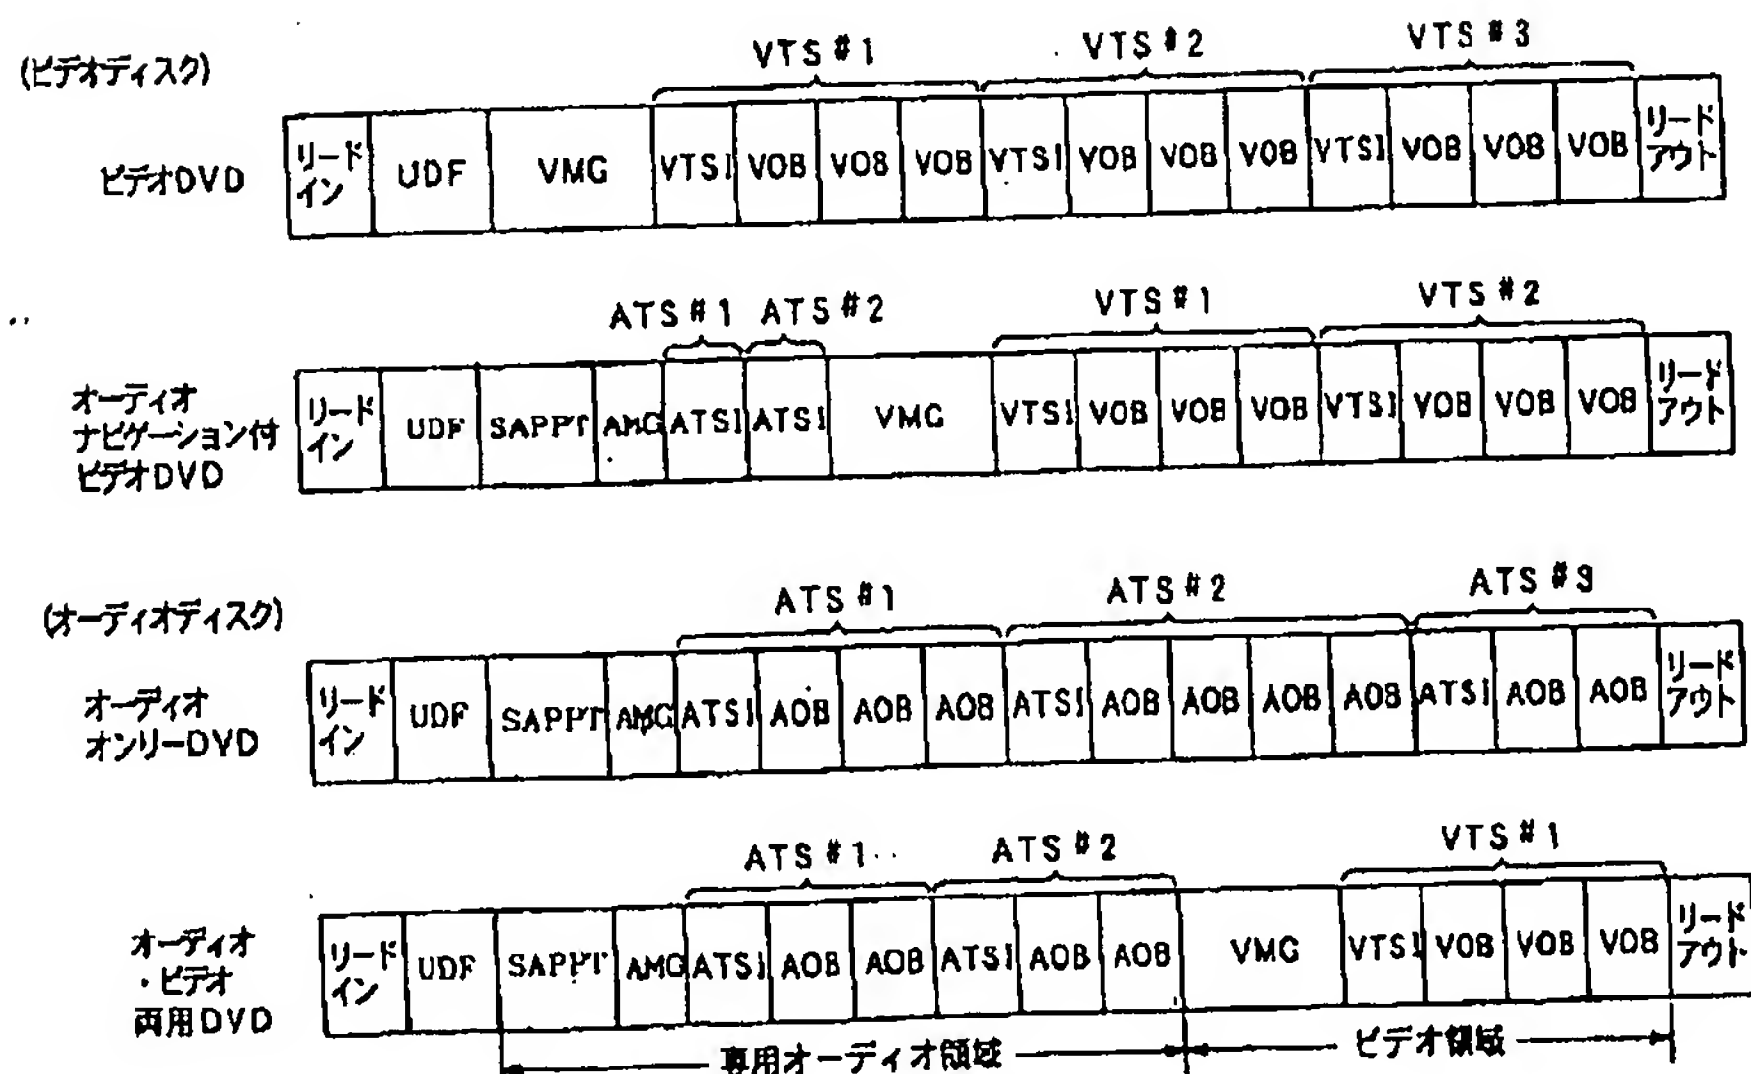 VTS #1 VTS #2 VTS #3
(ビデオディスク)
ビデオDVD
リードイン UDF VMG VTSI VOB VOB VOB VTSI VOB VOB VOB VTSI VOB VOB VOB リードアウト
ATS #1 ATS #2 VTS #1 VTS #2
オーディオ
ナビゲーション付
ビデオDVD
リードイン UDF SAPPT AMG ATSI ATSI VMG VTSI VOB VOB VOB VTSI VOB VOB VOB リードアウト
(オーディオディスク)
ATS #1 ATS #2 ATS #3
オーディオ
オンリーDVD
リードイン UDF SAPPT AMG ATSI AOB AOB AOB ATSI AOB AOB AOB AOB ATSI AOB AOB リードアウト
ATS #1 ATS #2 VTS #1
オーディオ
・ビデオ
両用DVD
リードイン UDF SAPPT AMG ATSI AOB AOB ATSI AOB AOB VMG VTSI VOB VOB VOB リードアウト
専用オーディオ領域 ビデオ領域